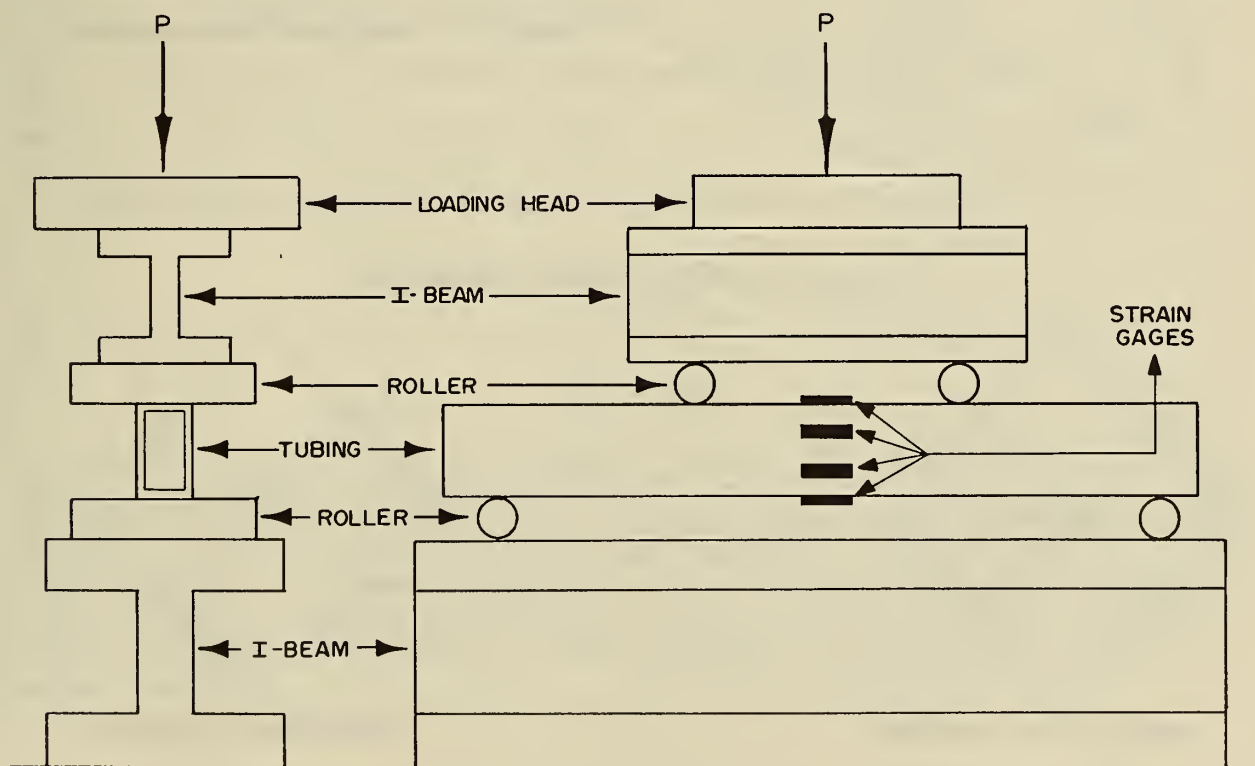 P
P
LOADING HEAD
I-BEAM
STRAIN
GAGES
ROLLER
TUBING
ROLLER
I-BEAM